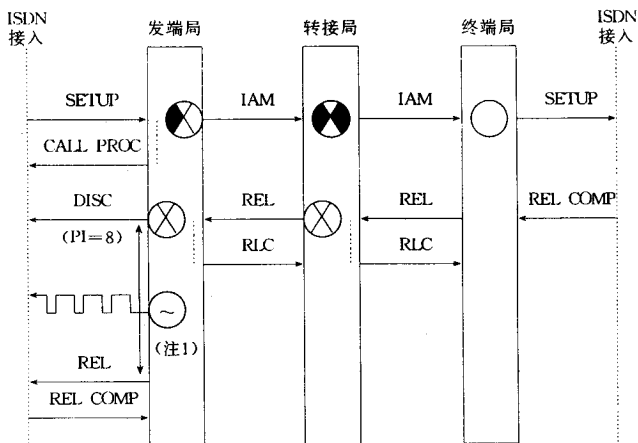 ISDN
接入
发端局
转接局
终端局
ISDN
接入
SETUP
IAM
IAM
SETUP
CALL PROC
DISC
REL
REL
REL COMP
(PI=8)
RLC
RLC
~
(注1)
REL
REL COMP